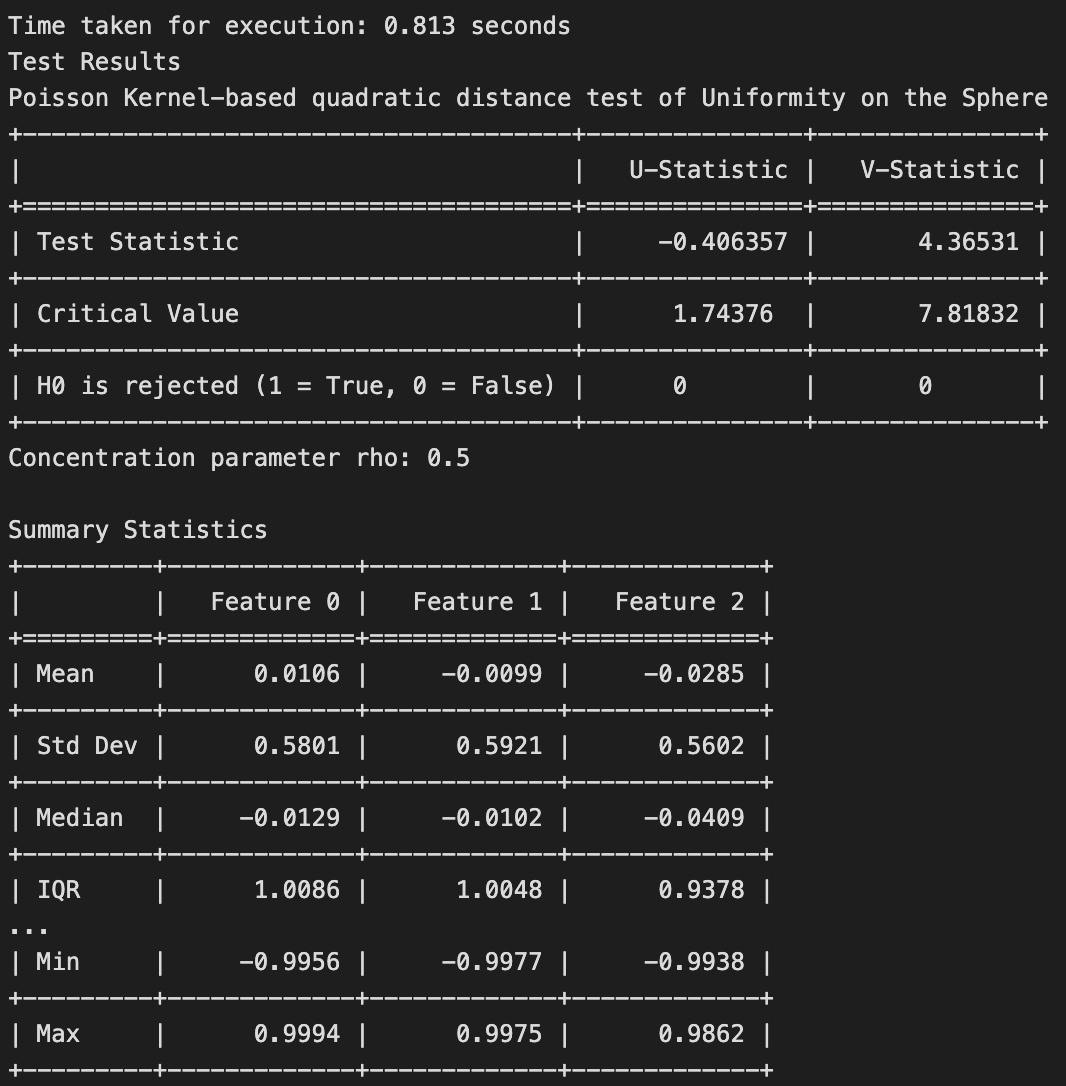 Time taken for execution: 0.813 seconds
Test Results
Poisson Kernel-based quadratic distance test of Uniformity on the Sphere
+--------------------------------------+---------------+---------------+
|                                      |   U-Statistic |   V-Statistic |
+======================================+===============+===============+
| Test Statistic                       |     -0.406357 |       4.36531 |
+--------------------------------------+---------------+---------------+
| Critical Value                       |      1.74376  |       7.81832 |
+--------------------------------------+---------------+---------------+
| H0 is rejected (1 = True, 0 = False) |      0        |       0       |
+--------------------------------------+---------------+---------------+
Concentration parameter rho: 0.5
Summary Statistics
+---------+-------------+-------------+-------------+
|         |   Feature 0 |   Feature 1 |   Feature 2 |
+=========+=============+=============+=============+
| Mean    |      0.0106 |     -0.0099 |     -0.0285 |
+---------+-------------+-------------+-------------+
| Std Dev |      0.5801 |      0.5921 |      0.5602 |
+---------+-------------+-------------+-------------+
| Median  |     -0.0129 |     -0.0102 |     -0.0409 |
+---------+-------------+-------------+-------------+
| IQR     |      1.0086 |      1.0048 |      0.9378 |
...
| Min     |     -0.9956 |     -0.9977 |     -0.9938 |
+---------+-------------+-------------+-------------+
| Max     |      0.9994 |      0.9975 |      0.9862 |
+---------+-------------+-------------+-------------+